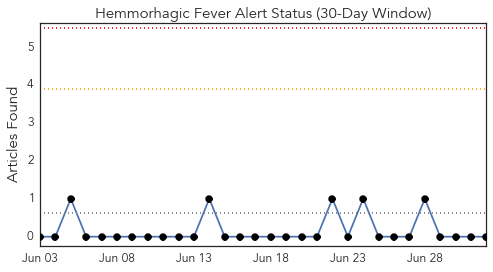 Hemmorhagic Fever Alert Status (30-Day Window)
Articles Found
5
4
3
2
1
0
Jun 03 Jun 08 Jun 13 Jun 18 Jun 23 Jun 28